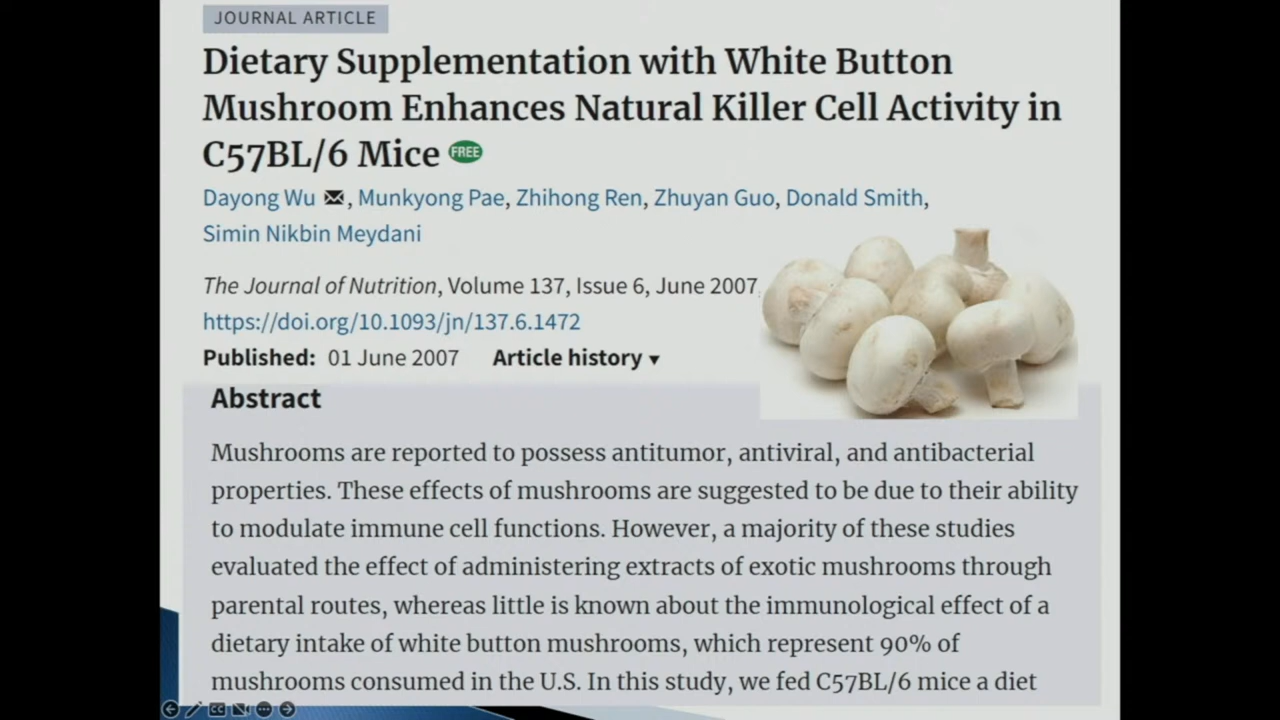 JOURNAL ARTICLE
Dietary Supplementation with White Button
Mushroom Enhances Natural Killer Cell Activity in
C57BL/6 Mice FREE
Dayong Wu , Munkyong Pae, Zhihong Ren, Zhuyan Guo, Donald Smith,
Simin Nikbin Meydani
The Journal of Nutrition, Volume 137, Issue 6, June 2007,
https://doi.org/10.1093/jn/137.6.1472
Published: 01 June 2007 Article history ▾
Abstract
Mushrooms are reported to possess antitumor, antiviral, and antibacterial
properties. These effects of mushrooms are suggested to be due to their ability
to modulate immune cell functions. However, a majority of these studies
evaluated the effect of administering extracts of exotic mushrooms through
parental routes, whereas little is known about the immunological effect of a
dietary intake of white button mushrooms, which represent 90% of
mushrooms consumed in the U.S. In this study, we fed C57BL/6 mice a diet
CC